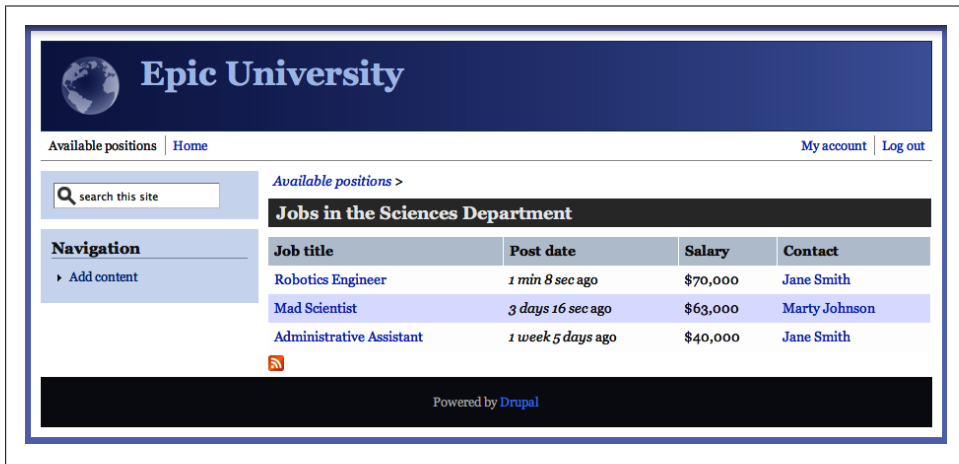 Epic University
Available positions Home My account Log out
search this site
Navigation
Add content
Available positions >
Jobs in the Sciences Department
Job title Post date Salary Contact
Robotics Engineer 1 min 8 sec ago $70,000 Jane Smith
Mad Scientist 3 days 16 sec ago $63,000 Marty Johnson
Administrative Assistant 1 week 5 days ago $40,000 Jane Smith
Powered by Drupal